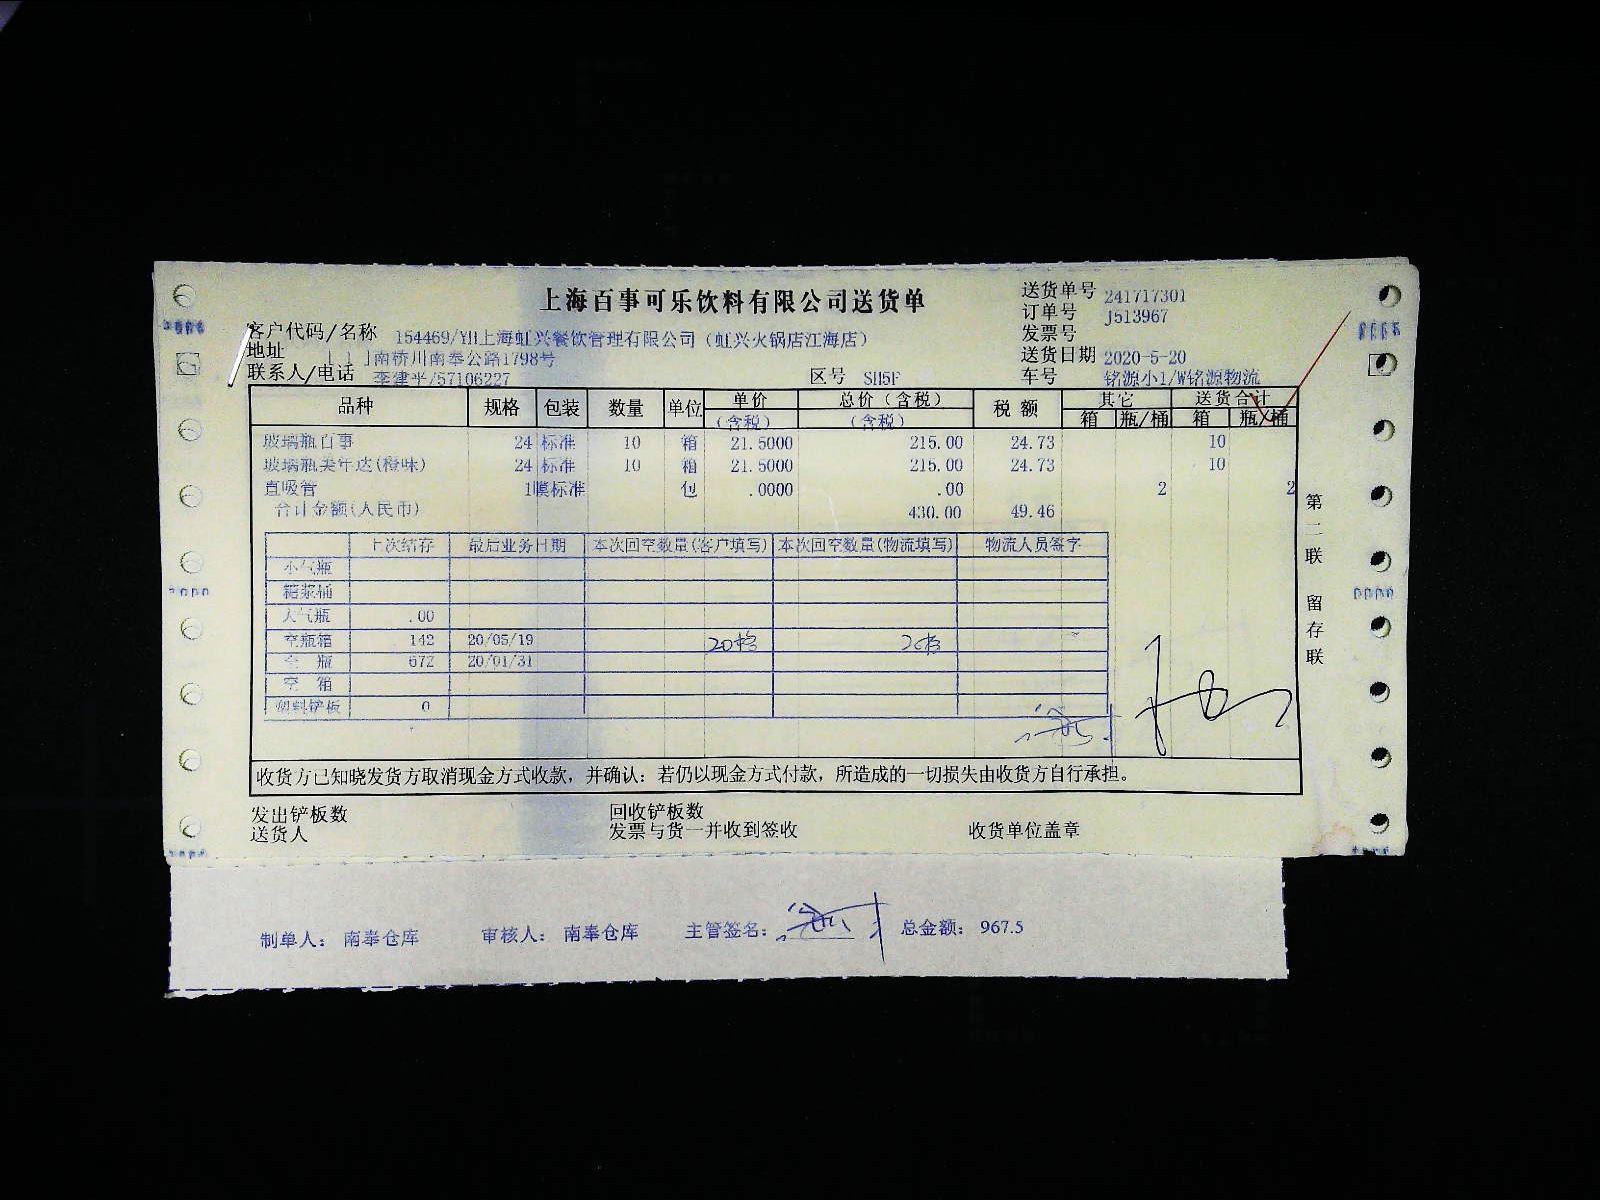 上海百事可乐饮料有限公司送货单
送货单号 241717301
订单号 J513967
发票号
客户代码/名称 154469/YH上海虹兴餐饮管理有限公司（虹兴火锅店江海店）
地址 南桥川南奉公路1798号
送货日期 2020-5-20
联系人/电话 李建平/57106227 区号 SH5F 车号 铭源小1/W铭源物流
品种 规格 包装 数量 单位 单价 总价（含税） 税额 其它 送货合计
（含税） （含税） 箱 瓶/桶 箱 瓶/桶
玻璃瓶百事 24 标准 10 箱 21.5000 215.00 24.73 10
玻璃瓶美年达(橙味) 24 标准 10 箱 21.5000 215.00 24.73 10
直吸管 1膜标准 包 .0000 .00 2 2
合计金额(人民币) 430.00 49.46
上次结存 最后业务日期 本次回空数量(客户填写) 本次回空数量(物流填写) 物流人员签字
小气瓶
糖浆桶
大气瓶 .00
空瓶箱 142 20/05/19 20
空 瓶 672 20/01/31
空 箱
塑料铲板 0
收货方已知晓发货方取消现金方式收款，并确认：若仍以现金方式付款，所造成的一切损失由收货方自行承担。
发出铲板数 回收铲板数
送货人 发票与货一并收到签收 收货单位盖章
第二联 留存联
制单人： 南奉仓库 审核人： 南奉仓库 主管签名： 总金额： 967.5